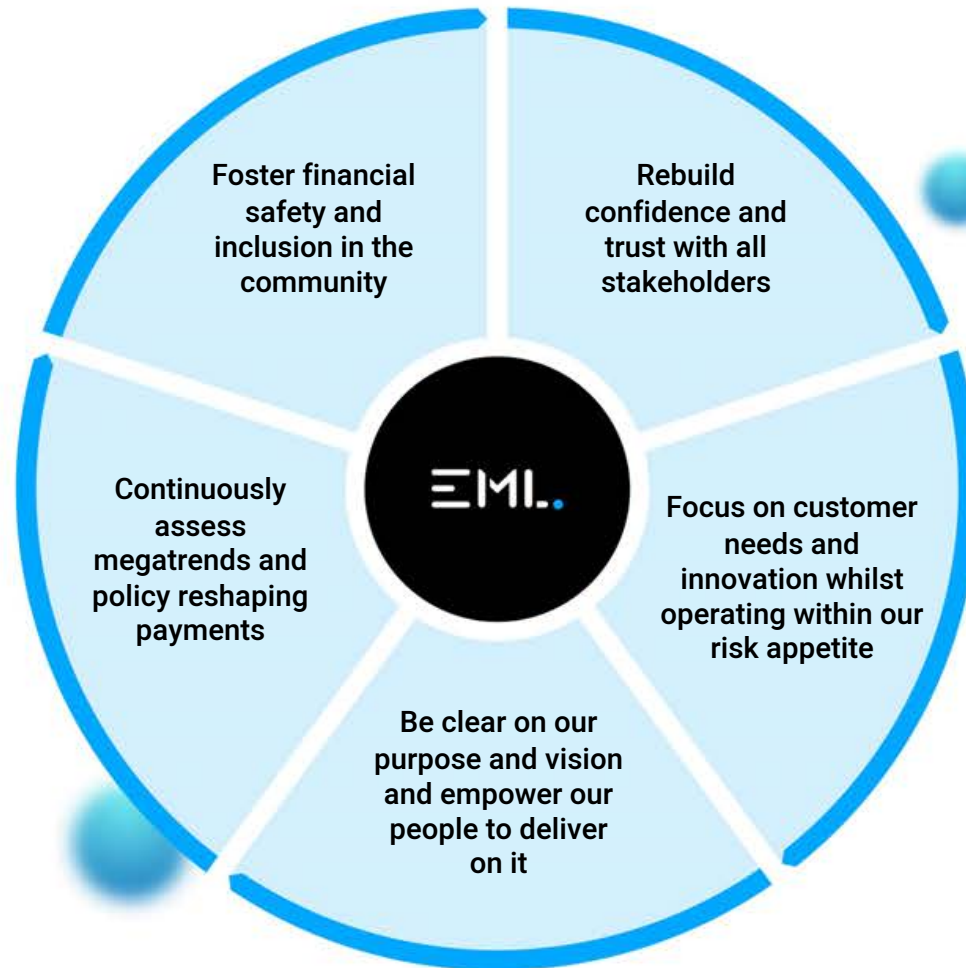 Foster financial
safety and
inclusion in the
community
Rebuild
confidence and
trust with all
stakeholders
EML.
Continuously
assess
megatrends and
policy reshaping
payments
Focus on customer
needs and
innovation whilst
operating within our
risk appetite
Be clear on our
purpose and vision
and empower our
people to deliver
on it